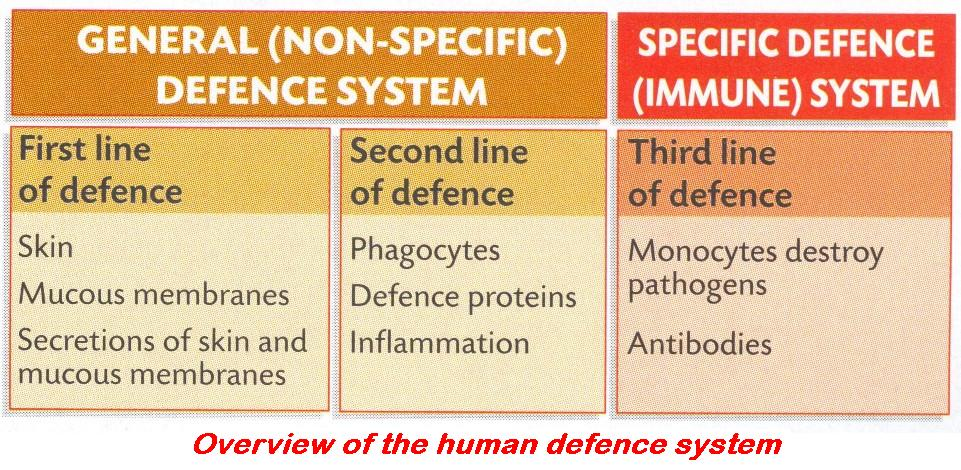 GENERAL (NON-SPECIFIC)
DEFENCE SYSTEM
SPECIFIC DEFENCE
(IMMUNE) SYSTEM
First line
of defence
Skin
Mucous membranes
Secretions of skin and
mucous membranes
Second line
of defence
Phagocytes
Defence proteins
Inflammation
Third line
of defence
Monocytes destroy
pathogens
Antibodies
Overview of the human defence system